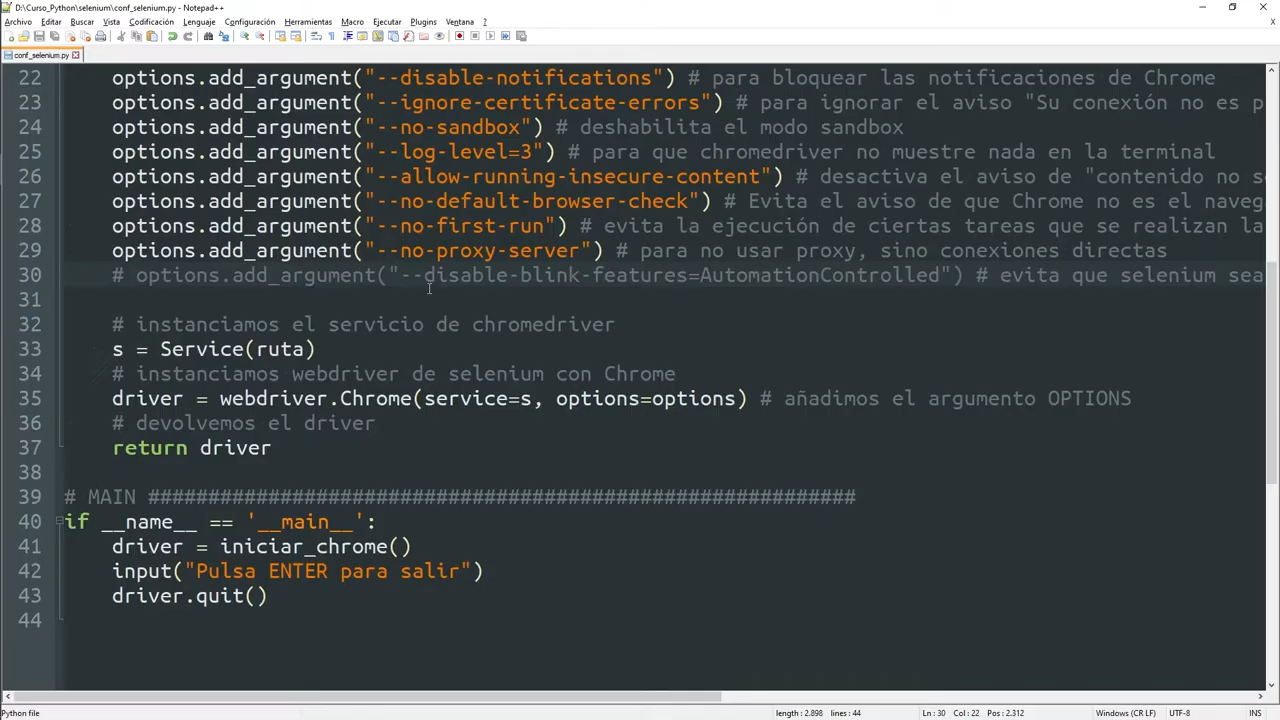 D:\Curso_Python\selenium\conf_selenium.py - Notepad++
Archivo Editar Buscar Vista Codificación Lenguaje Configuración Herramientas Macro Ejecutar Plugins Ventana ?
conf_selenium.py
22 options.add_argument("--disable-notifications") # para bloquear las notificaciones de Chrome
23 options.add_argument("--ignore-certificate-errors") # para ignorar el aviso "Su conexión no es p
24 options.add_argument("--no-sandbox") # deshabilita el modo sandbox
25 options.add_argument("--log-level=3") # para que chromedriver no muestre nada en la terminal
26 options.add_argument("--allow-running-insecure-content") # desactiva el aviso de "contenido no s
27 options.add_argument("--no-default-browser-check") # Evita el aviso de que Chrome no es el naveg
28 options.add_argument("--no-first-run") # evita la ejecución de ciertas tareas que se realizan la
29 options.add_argument("--no-proxy-server") # para no usar proxy, sino conexiones directas
30 # options.add_argument("--disable-blink-features=AutomationControlled") # evita que selenium sea
31
32 # instanciamos el servicio de chromedriver
33 s = Service(ruta)
34 # instanciamos webdriver de selenium con Chrome
35 driver = webdriver.Chrome(service=s, options=options) # añadimos el argumento OPTIONS
36 # devolvemos el driver
37 return driver
38
39 # MAIN ###########################################################
40 if __name__ == '__main__':
41 driver = iniciar_chrome()
42 input("Pulsa ENTER para salir")
43 driver.quit()
44
Python file length : 2.898 lines : 44 Ln : 30 Col : 22 Pos : 2.312 Windows (CR LF) UTF-8 INS